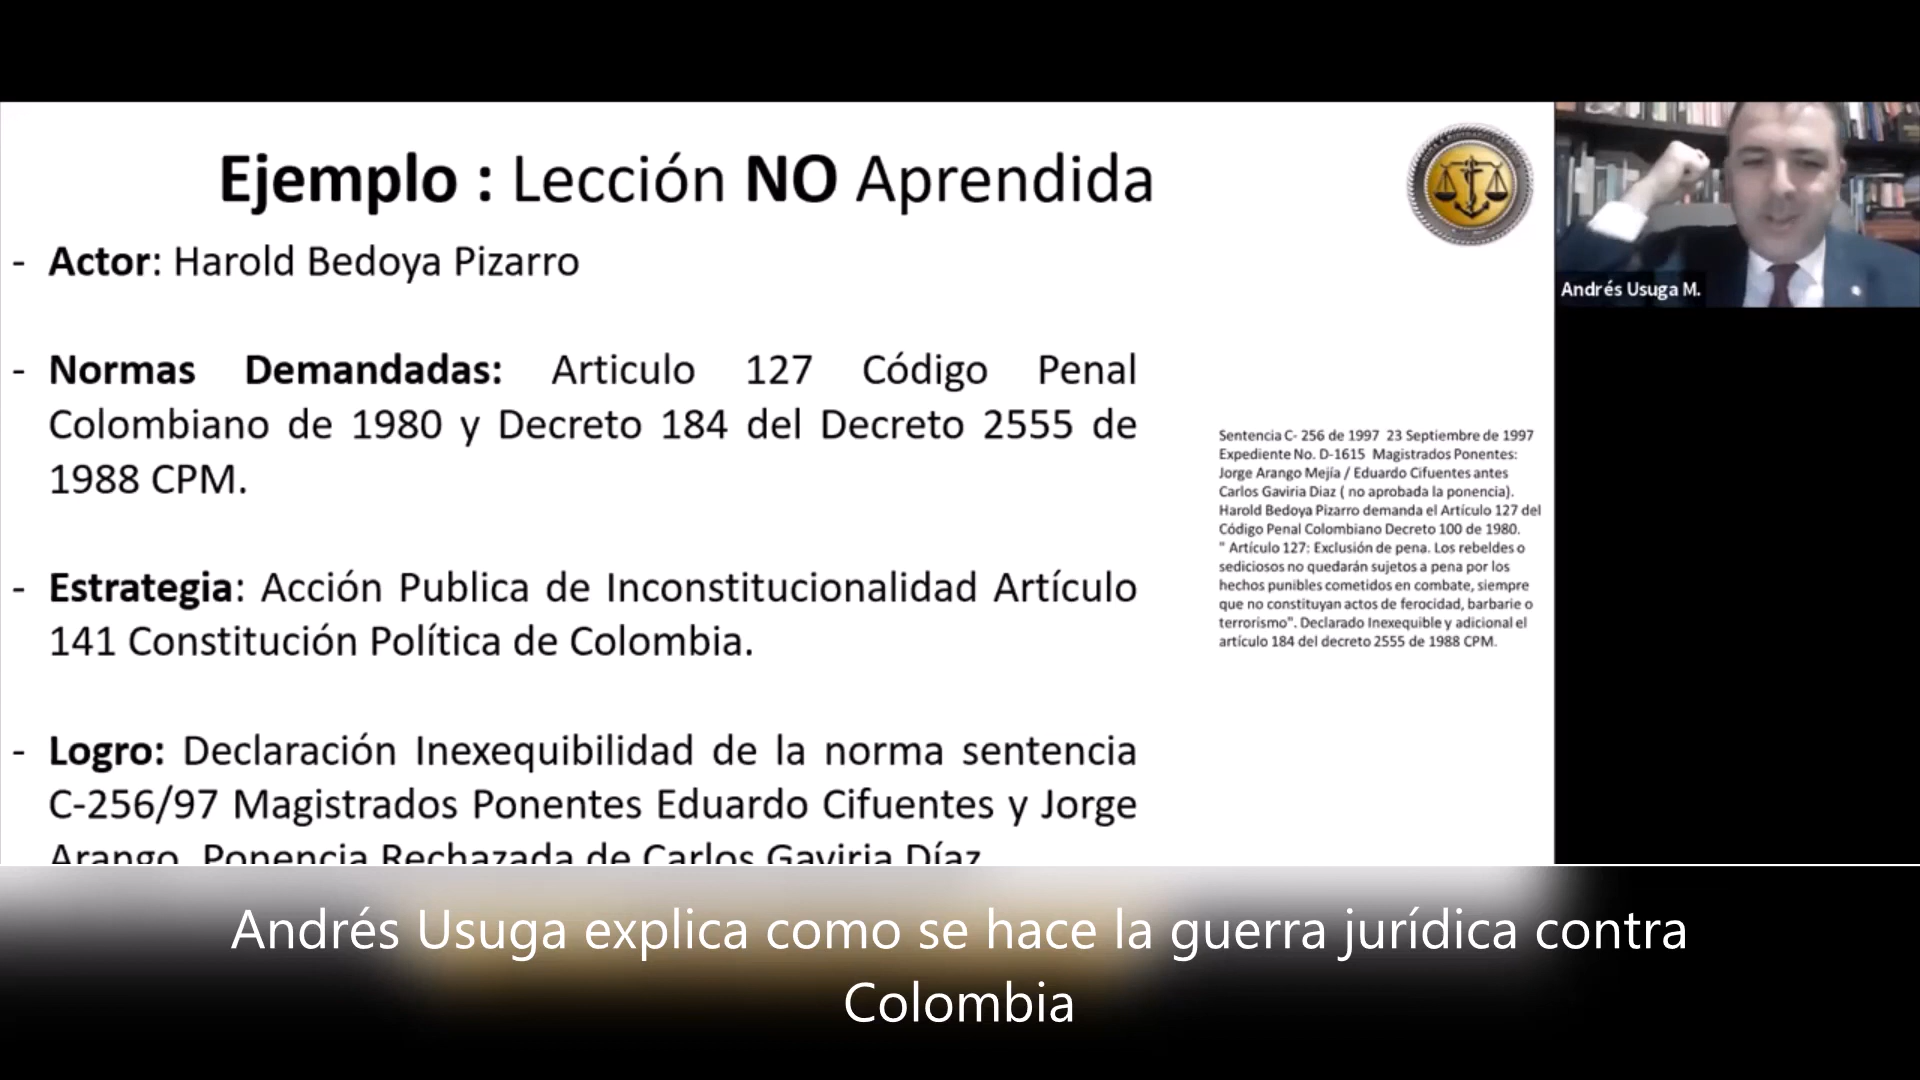 Ejemplo : Lección NO Aprendida
- Actor: Harold Bedoya Pizarro
- Normas Demandadas: Articulo 127 Código Penal
Colombiano de 1980 y Decreto 184 del Decreto 2555 de
1988 CPM.
- Estrategia: Acción Publica de Inconstitucionalidad Artículo
141 Constitución Política de Colombia.
- Logro: Declaración Inexequibilidad de la norma sentencia
C-256/97 Magistrados Ponentes Eduardo Cifuentes y Jorge
Arango. Ponencia Rechazada de Carlos Gaviria Díaz
Sentencia C- 256 de 1997 23 Septiembre de 1997
Expediente No. D-1615 Magistrados Ponentes:
Jorge Arango Mejía / Eduardo Cifuentes antes
Carlos Gaviria Diaz ( no aprobada la ponencia).
Harold Bedoya Pizarro demanda el Artículo 127 del
Código Penal Colombiano Decreto 100 de 1980.
" Artículo 127: Exclusión de pena. Los rebeldes o
sediciosos no quedarán sujetos a pena por los
hechos punibles cometidos en combate, siempre
que no constituyan actos de ferocidad, barbarie o
terrorismo". Declarado Inexequible y adicional el
artículo 184 del decreto 2555 de 1988 CPM.
Andrés Usuga M.
Andrés Usuga explica como se hace la guerra jurídica contra
Colombia